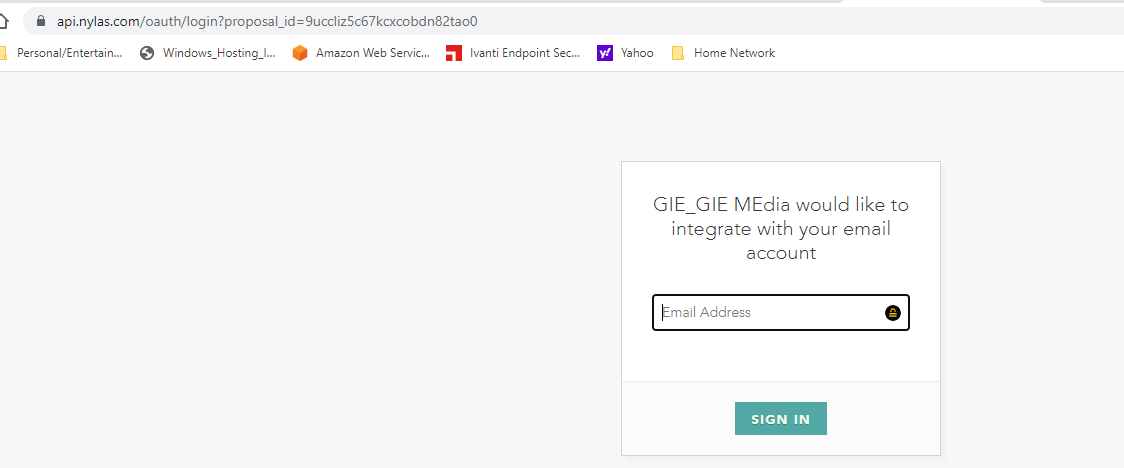 api.nylas.com/oauth/login?proposal_id=9uccliz5c67kcxcobdn82tao0
Personal/Entertain... Windows_Hosting_I... Amazon Web Servic... Ivanti Endpoint Sec... y! Yahoo Home Network
GIE_GIE MEdia would like to
integrate with your email
account
Email Address
SIGN IN